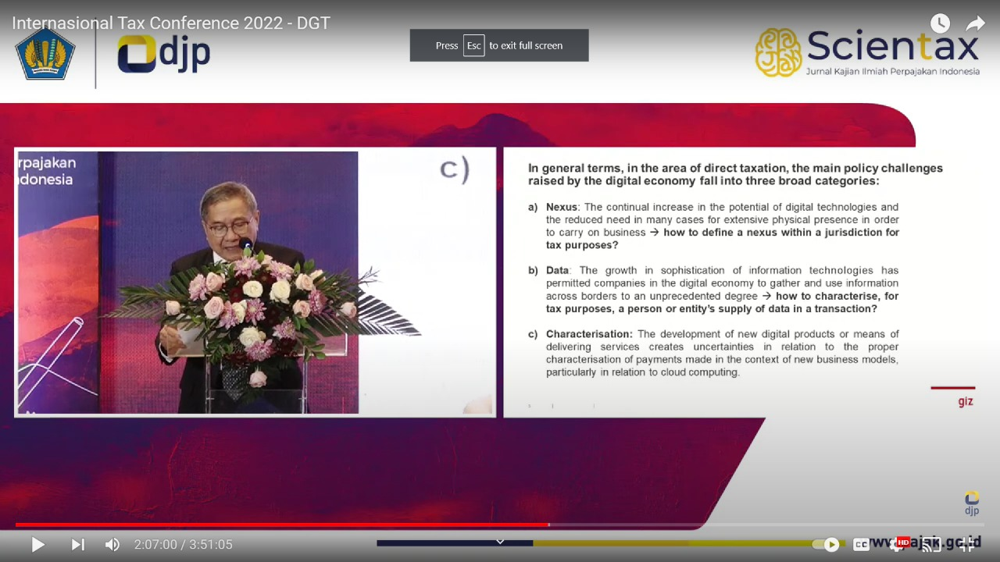 Internasional Tax Conference 2022 - DGT
Press Esc to exit full screen
djp
Scientax
Jurnal Kajian Ilmiah Perpajakan Indonesia
rpajakan
donesia
c)
In general terms, in the area of direct taxation, the main policy challenges
raised by the digital economy fall into three broad categories:
a) Nexus: The continual increase in the potential of digital technologies and
the reduced need in many cases for extensive physical presence in order
to carry on business → how to define a nexus within a jurisdiction for
tax purposes?
b) Data: The growth in sophistication of information technologies has
permitted companies in the digital economy to gather and use information
across borders to an unprecedented degree → how to characterise, for
tax purposes, a person or entity's supply of data in a transaction?
c) Characterisation: The development of new digital products or means of
delivering services creates uncertainties in relation to the proper
characterisation of payments made in the context of new business models,
particularly in relation to cloud computing.
giz
djp
2:07:00 / 3:51:05
CC
HD
www.pajak.go.id